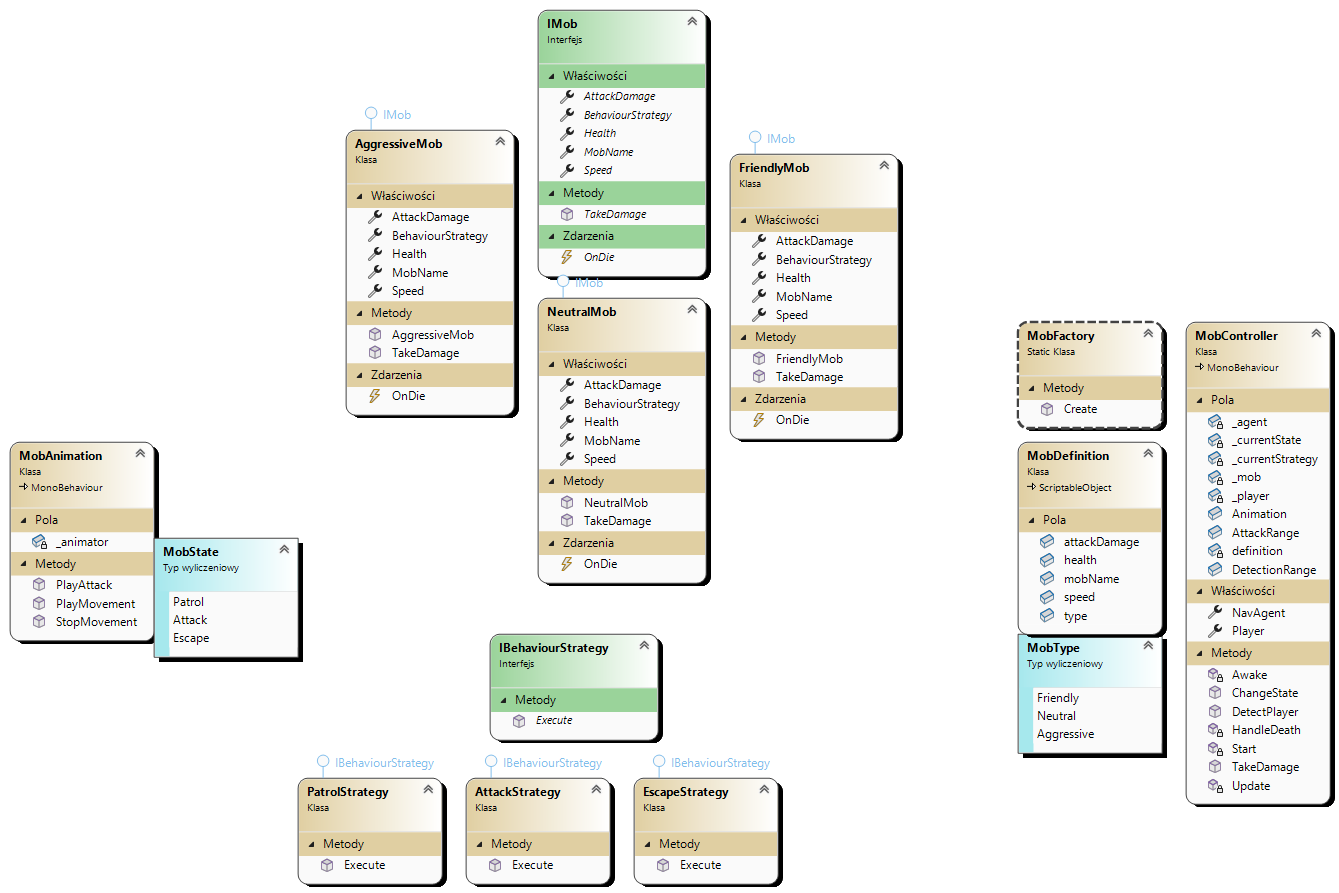 IMob
Interfejs
Właściwości
AttackDamage
BehaviourStrategy
Health
MobName
Speed
Metody
TakeDamage
Zdarzenia
OnDie
IMob
AggressiveMob
Klasa
Właściwości
AttackDamage
BehaviourStrategy
Health
MobName
Speed
Metody
AggressiveMob
TakeDamage
Zdarzenia
OnDie
IMob
FriendlyMob
Klasa
Właściwości
AttackDamage
BehaviourStrategy
Health
MobName
Speed
Metody
FriendlyMob
TakeDamage
Zdarzenia
OnDie
IMob
NeutralMob
Klasa
Właściwości
AttackDamage
BehaviourStrategy
Health
MobName
Speed
Metody
NeutralMob
TakeDamage
Zdarzenia
OnDie
MobFactory
Static Klasa
Metody
Create
MobController
Klasa
MonoBehaviour
Pola
_agent
_currentState
_currentStrategy
_mob
_player
Animation
AttackRange
definition
DetectionRange
Właściwości
NavAgent
Player
Metody
Awake
ChangeState
DetectPlayer
HandleDeath
Start
TakeDamage
Update
MobAnimation
Klasa
MonoBehaviour
Pola
_animator
Metody
PlayAttack
PlayMovement
StopMovement
MobState
Typ wyliczeniowy
Patrol
Attack
Escape
MobDefinition
Klasa
ScriptableObject
Pola
attackDamage
health
mobName
speed
type
MobType
Typ wyliczeniowy
Friendly
Neutral
Aggressive
IBehaviourStrategy
Interfejs
Metody
Execute
IBehaviourStrategy
PatrolStrategy
Klasa
Metody
Execute
IBehaviourStrategy
AttackStrategy
Klasa
Metody
Execute
IBehaviourStrategy
EscapeStrategy
Klasa
Metody
Execute